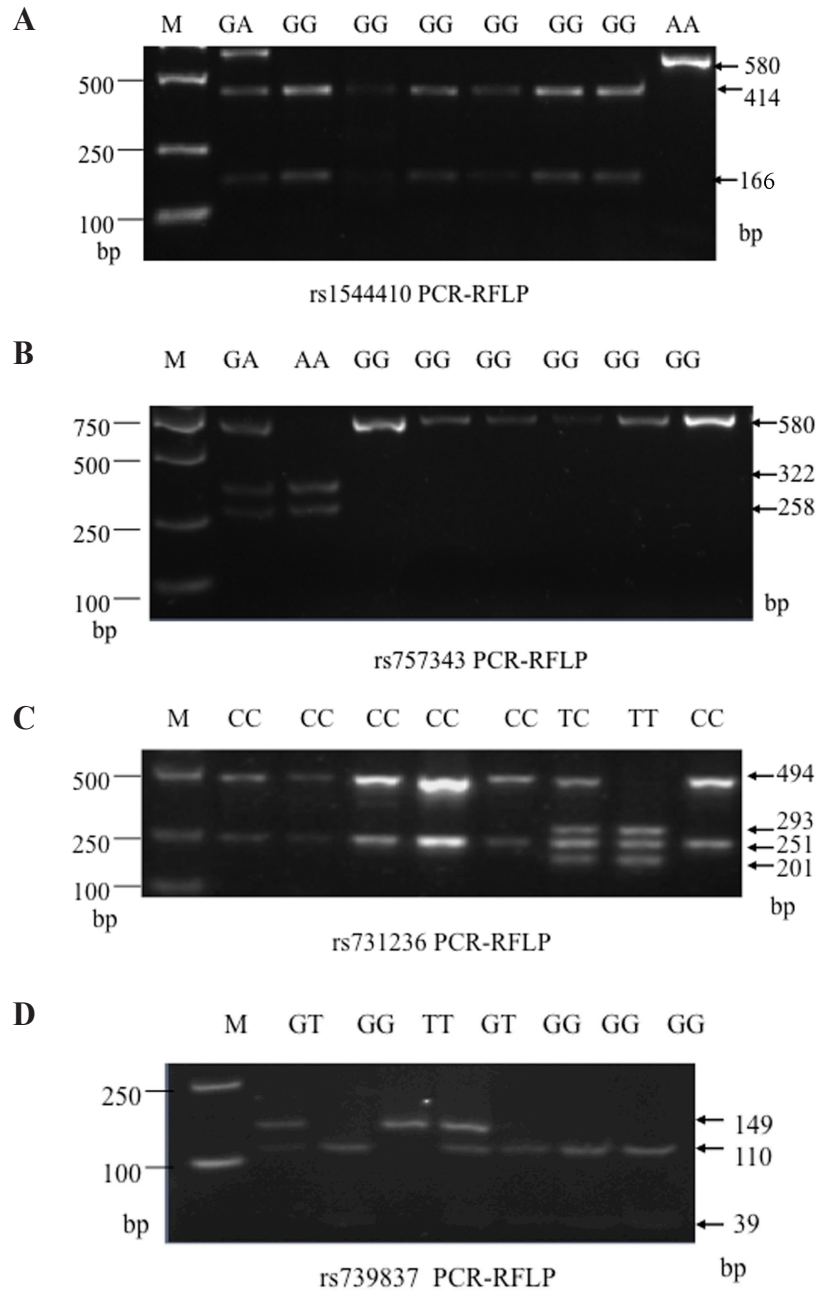 A
M GA GG GG GG GG GG GG AA
500
250
100
bp
580
414
166
bp
rs1544410 PCR-RFLP
B
M GA AA GG GG GG GG GG GG
750
500
250
100
bp
580
322
258
bp
rs757343 PCR-RFLP
C
M CC CC CC CC CC TC TT CC
500
250
100
bp
494
293
251
201
bp
rs731236 PCR-RFLP
D
M GT GG TT GT GG GG GG
250
100
bp
149
110
39
bp
rs739837 PCR-RFLP